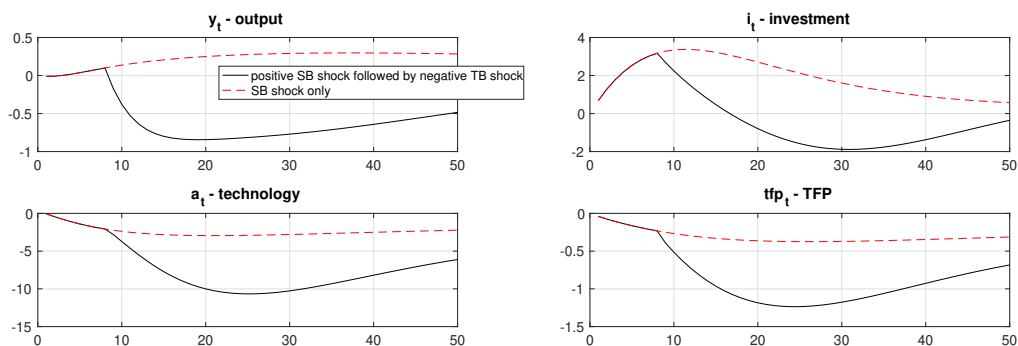 y_t - output
0.5
0
-0.5
-1
0 10 20 30 40 50
positive SB shock followed by negative TB shock
SB shock only
i_t - investment
4
2
0
-2
0 10 20 30 40 50
a_t - technology
0
-5
-10
-15
0 10 20 30 40 50
tfp_t - TFP
0
-0.5
-1
-1.5
0 10 20 30 40 50